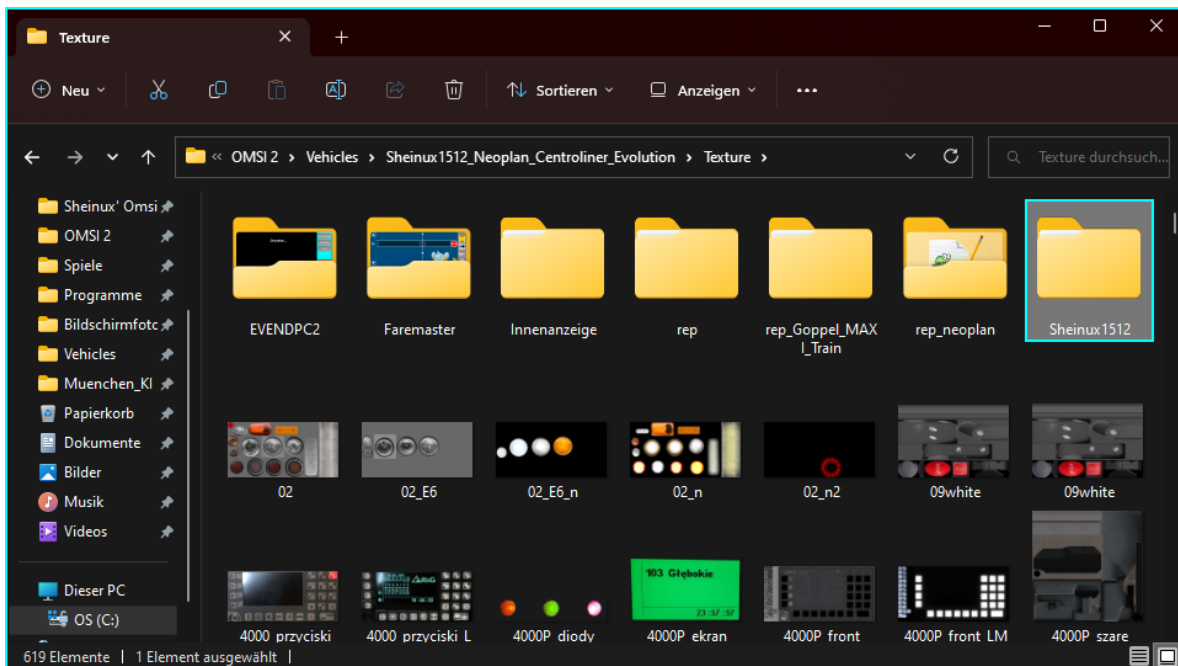 Texture
Neu
Sortieren
Anzeigen
« OMSI 2 > Vehicles > Sheinux1512_Neoplan_Centroliner_Evolution > Texture >
Texture durchsuch...
Sheinux' Omsi
OMSI 2
Spiele
Programme
Bildschirmfotc
Vehicles
Muenchen_KI
Papierkorb
Dokumente
Bilder
Musik
Videos
Dieser PC
OS (C:)
EVENDPC2
Faremaster
Innenanzeige
rep
rep_Goppel_MAX
I_Train
rep_neoplan
Sheinux1512
02
02_E6
02_E6_n
02_n
02_n2
09white
09white
103 Głębokie
23:57:57
4000 przyciski
4000 przyciski L
4000P diody
4000P ekran
4000P front
4000P front LM
4000P szare
619 Elemente
1 Element ausgewählt